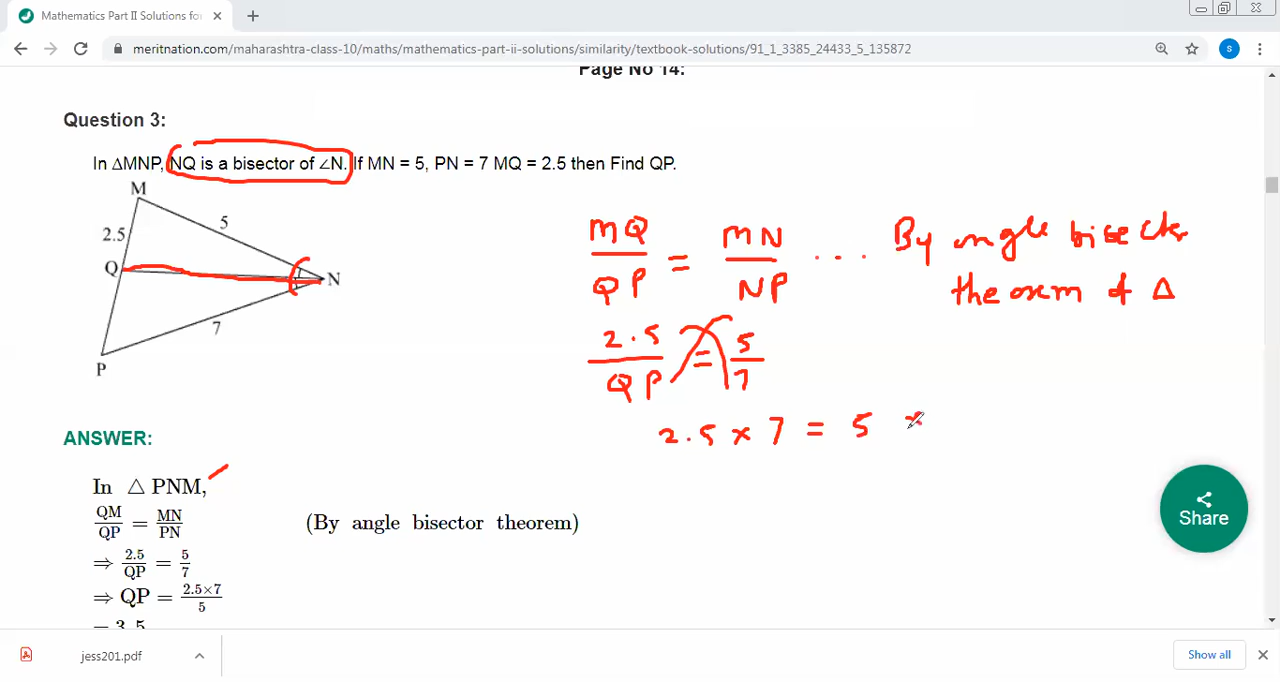 Mathematics Part II Solutions for
meritnation.com/maharashtra-class-10/maths/mathematics-part-ii-solutions/similarity/textbook-solutions/91_1_3385_24433_5_135872
S
Page No 14:
Question 3:
In ΔMNP, NQ is a bisector of ∠N. If MN = 5, PN = 7 MQ = 2.5 then Find QP.
M
5
2.5
Q
N
7
P
MQ/QP = MN/NP ... By angle bisector
theorem of Δ
2.5/QP = 5/7
2.5 × 7 = 5 ×
ANSWER:
In △ PNM,
QM/QP = MN/PN (By angle bisector theorem)
⇒ 2.5/QP = 5/7
⇒ QP = 2.5×7/5
= 3.5
Share
jess201.pdf
Show all